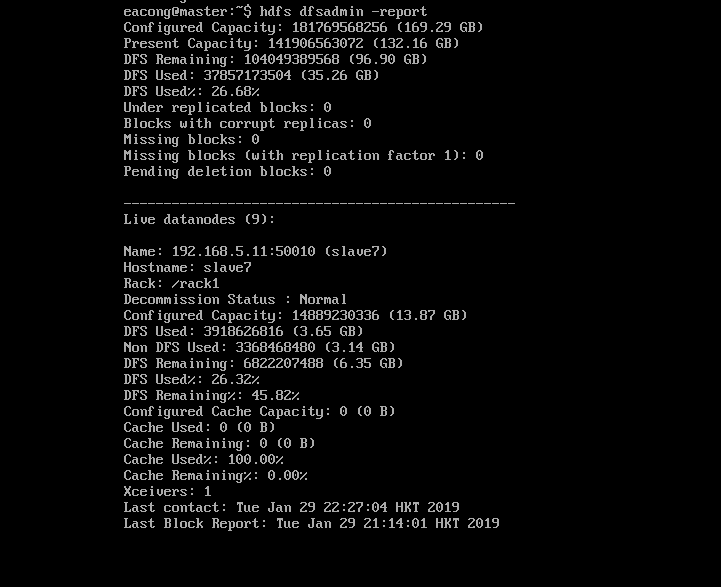 eacong@master:~$ hdfs dfsadmin -report
Configured Capacity: 181769568256 (169.29 GB)
Present Capacity: 141906563072 (132.16 GB)
DFS Remaining: 104049389568 (96.90 GB)
DFS Used: 37857173504 (35.26 GB)
DFS Used%: 26.68%
Under replicated blocks: 0
Blocks with corrupt replicas: 0
Missing blocks: 0
Missing blocks (with replication factor 1): 0
Pending deletion blocks: 0
-------------------------------------------------
Live datanodes (9):
Name: 192.168.5.11:50010 (slave7)
Hostname: slave7
Rack: /rack1
Decommission Status : Normal
Configured Capacity: 14889230336 (13.87 GB)
DFS Used: 3918626816 (3.65 GB)
Non DFS Used: 3368468480 (3.14 GB)
DFS Remaining: 6822207488 (6.35 GB)
DFS Used%: 26.32%
DFS Remaining%: 45.82%
Configured Cache Capacity: 0 (0 B)
Cache Used: 0 (0 B)
Cache Remaining: 0 (0 B)
Cache Used%: 100.00%
Cache Remaining%: 0.00%
Xceivers: 1
Last contact: Tue Jan 29 22:27:04 HKT 2019
Last Block Report: Tue Jan 29 21:14:01 HKT 2019